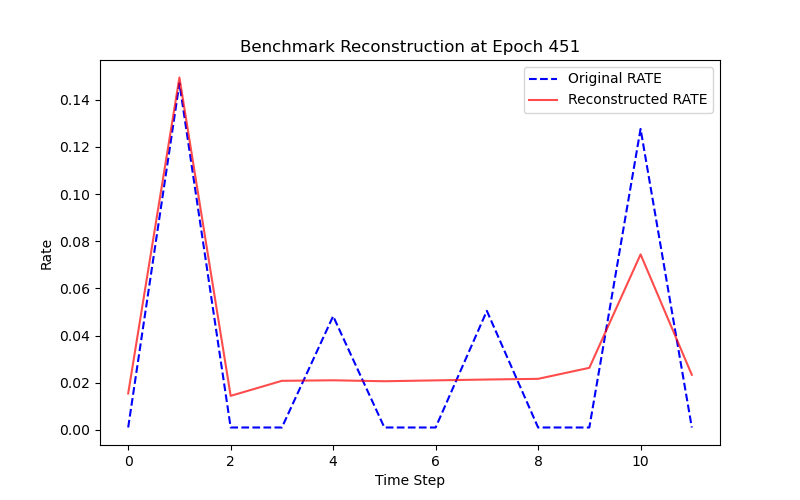 Benchmark Reconstruction at Epoch 451
Original RATE
Reconstructed RATE
0.14
0.12
0.10
0.08
0.06
0.04
0.02
0.00
Rate
0 2 4 6 8 10
Time Step